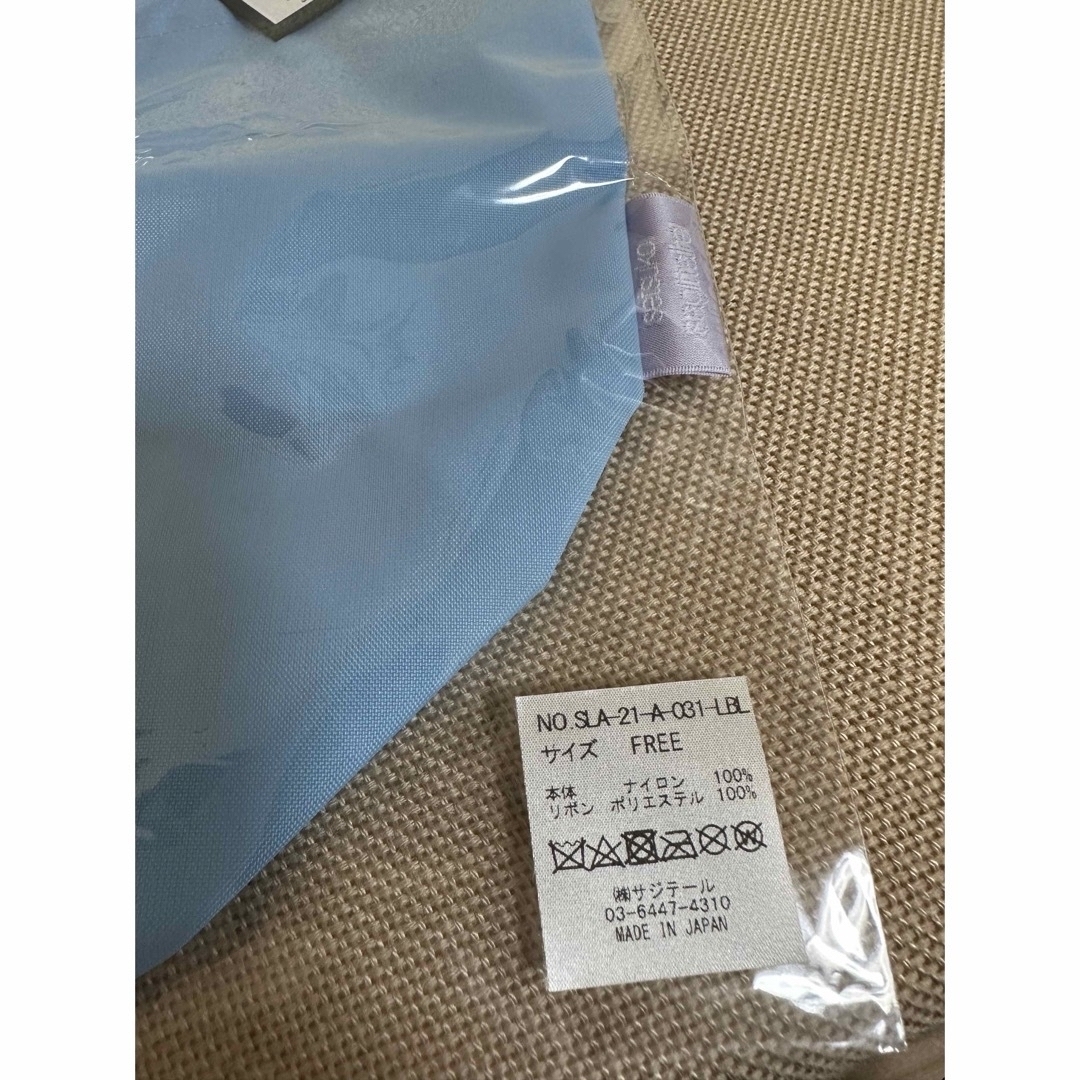 NO.SLA-21-A-031-LBL
サイズ FREE
本体 ナイロン 100%
リボン ポリエステル 100%
㈱サジテール
03-6447-4310
MADE IN JAPAN